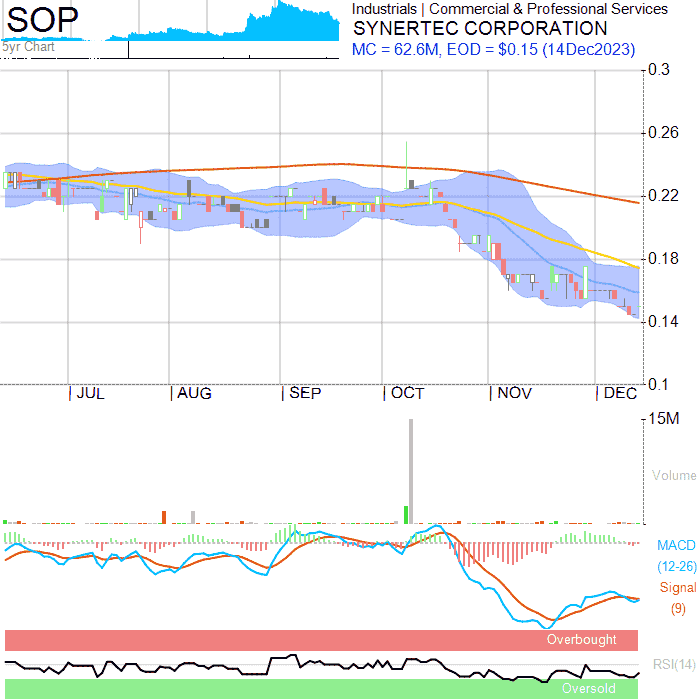 SOP
5yr Chart
Industrials | Commercial & Professional Services
SYNERTEC CORPORATION
MC = 62.6M, EOD = $0.15 (14Dec2023)
0.3
0.26
0.22
0.18
0.14
0.1
JUL
AUG
SEP
OCT
NOV
DEC
15M
Volume
MACD
(12-26)
Signal
(9)
Overbought
RSI(14)
Oversold